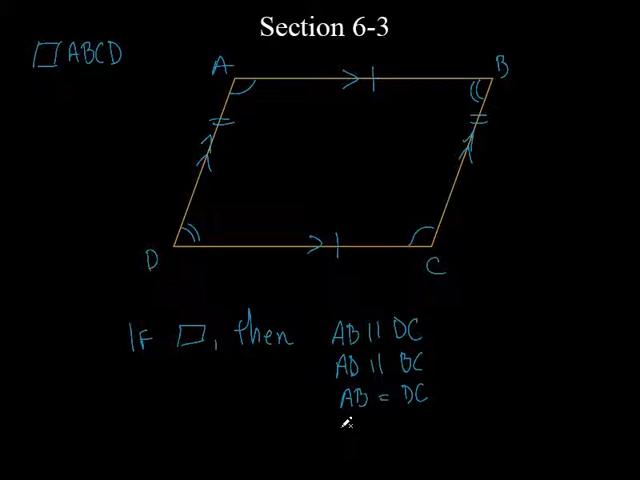 Section 6-3
▱ABCD
A
B
D
C
If ▱, then AB || DC
AD || BC
AB = DC